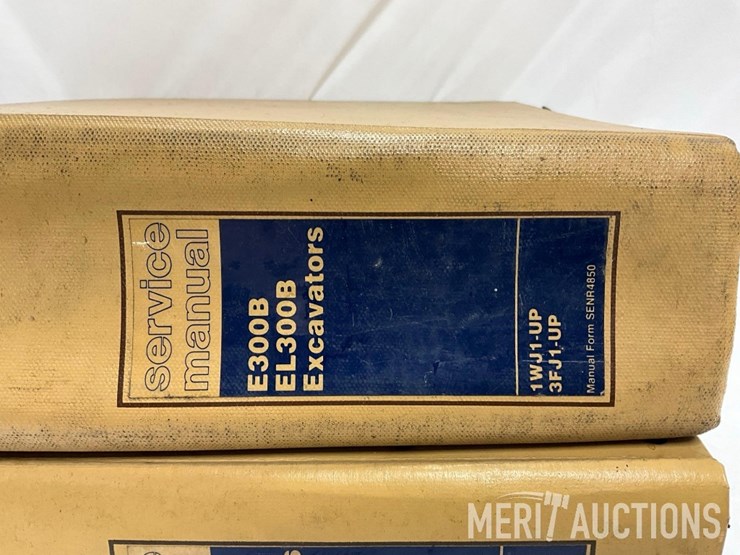 service
manual
E300B
EL300B
Excavators
1WJ1-UP
3FJ1-UP
Manual Form SENR4850
MERIT AUCTIONS